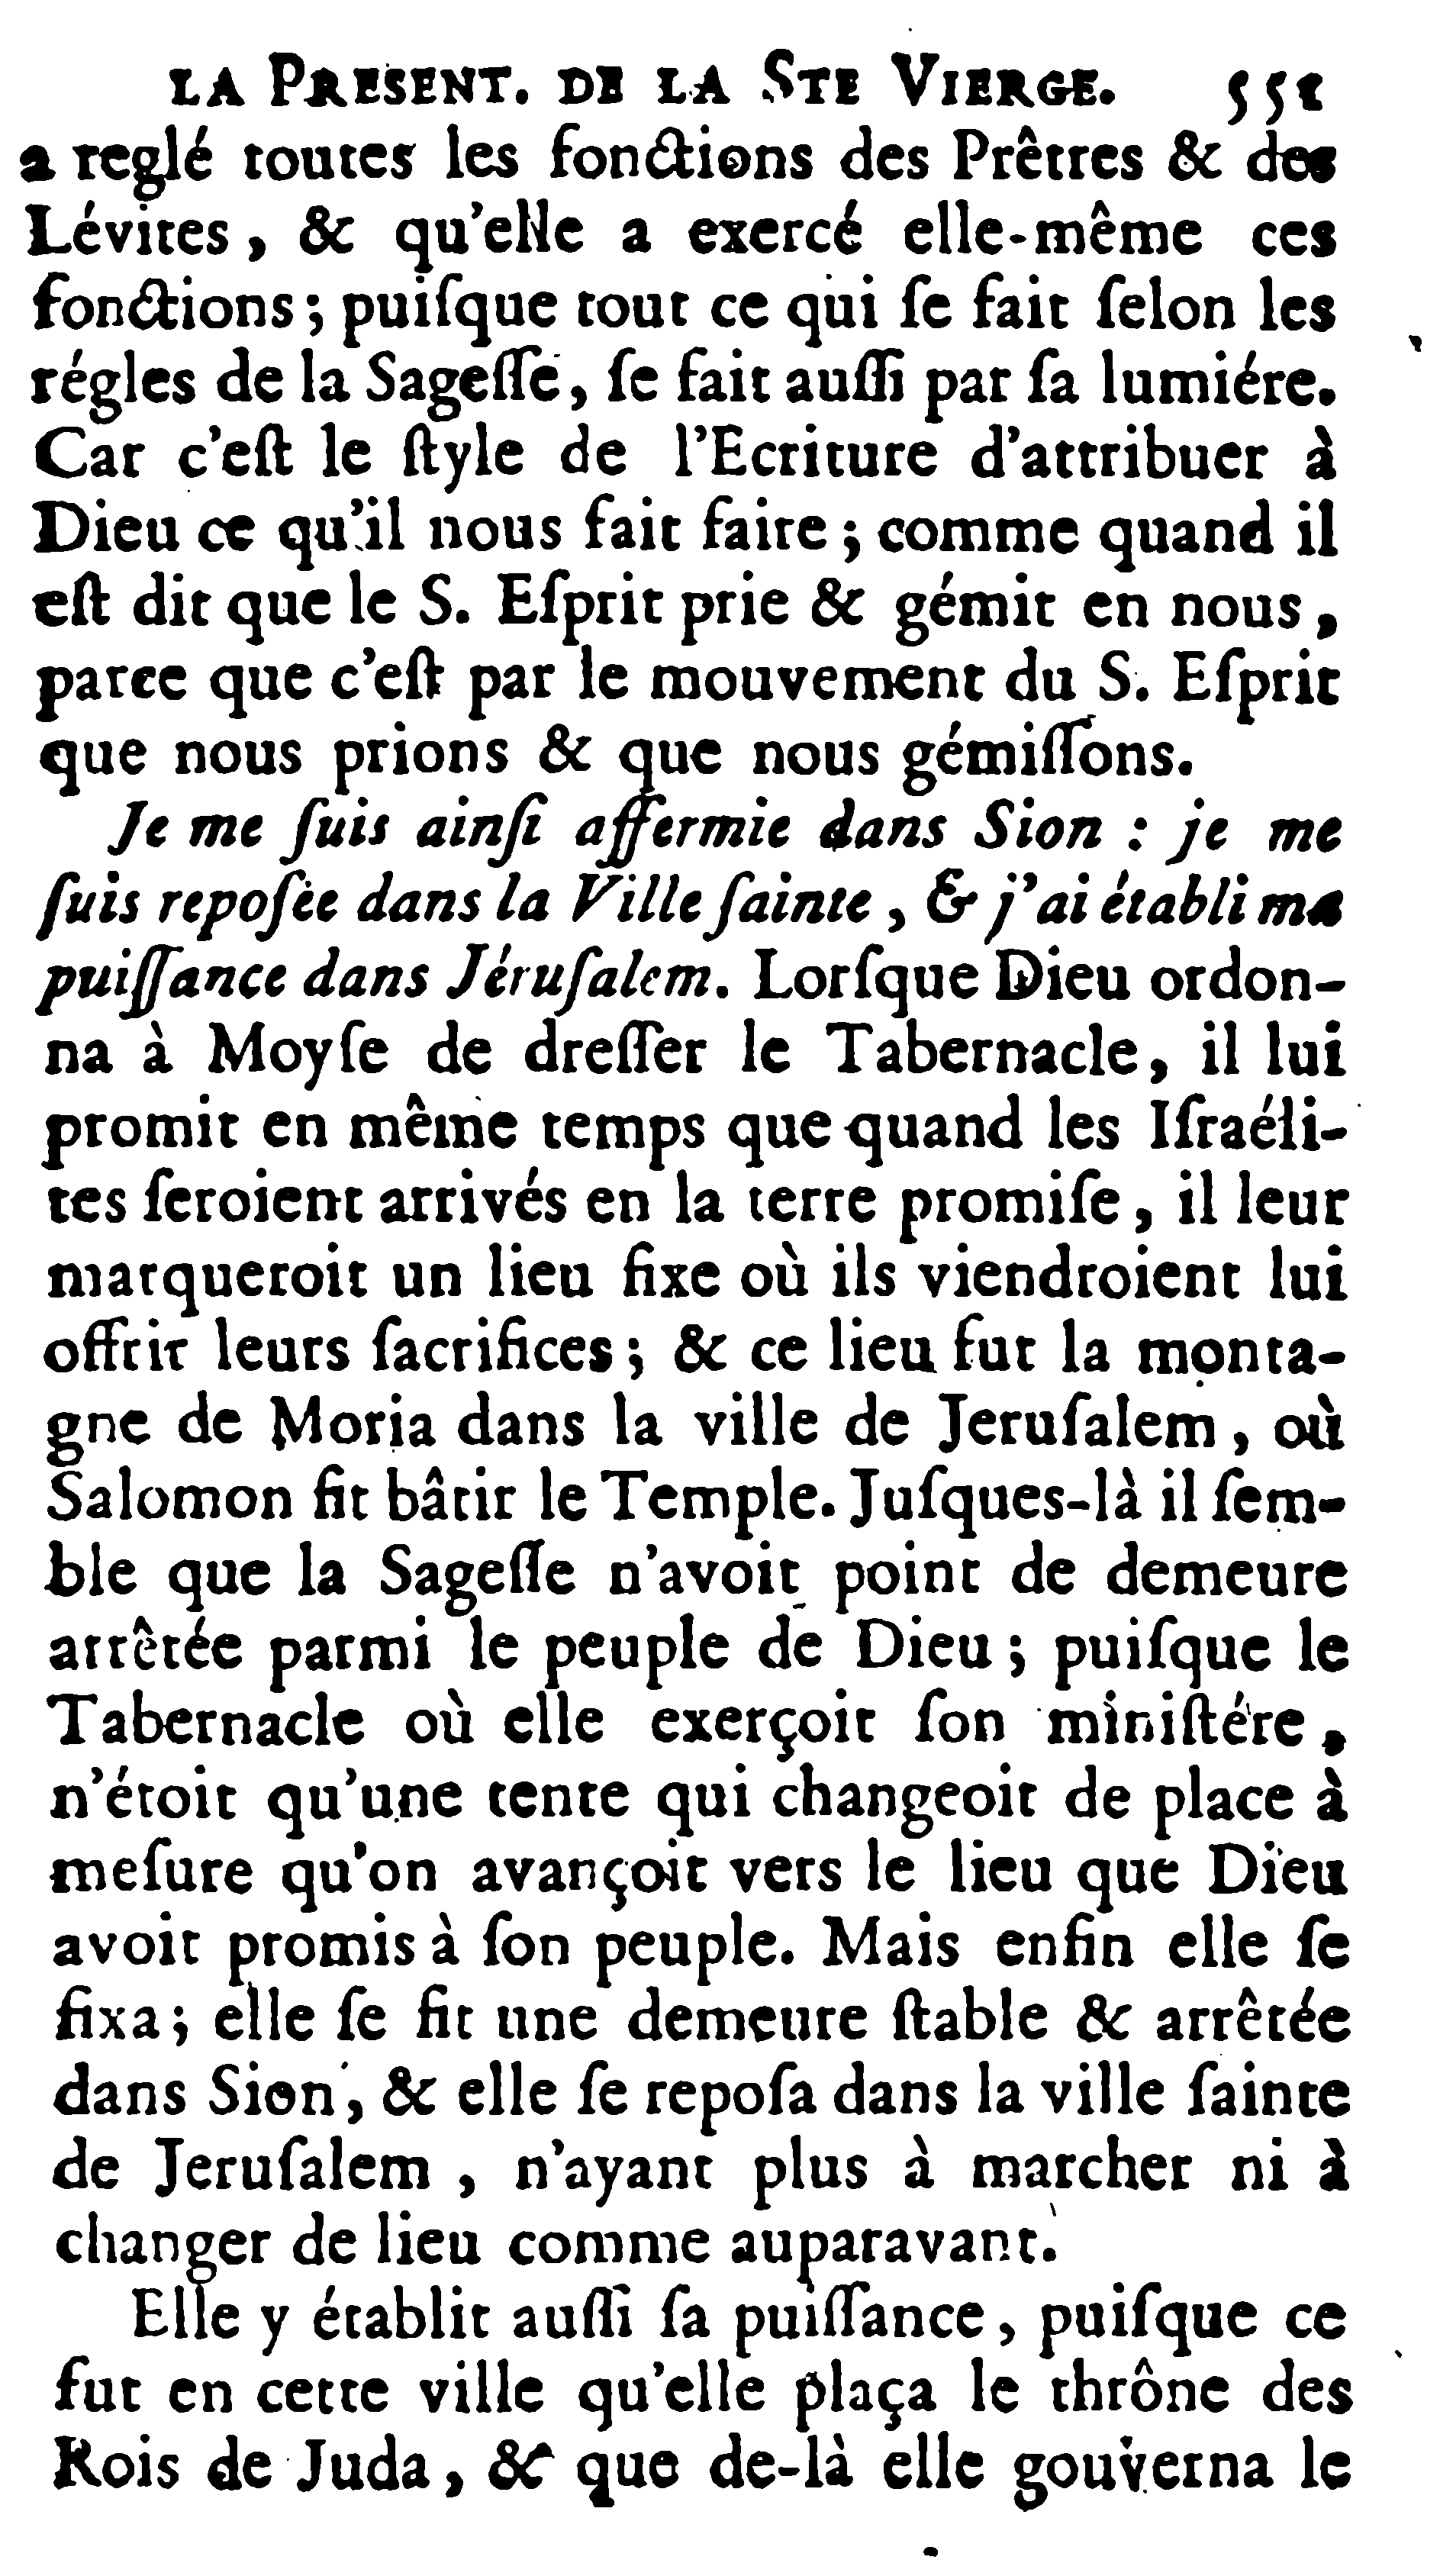 LA PRESENT. DE LA STE VIERGE. 551
a reglé toutes les fonctions des Prêtres & des
Lévites, & qu'elle a exercé elle-même ces
fonctions; puiſque tout ce qui ſe fait ſelon les
régles de la Sageſſe, ſe fait auſſi par ſa lumiére.
Car c'eſt le ſtyle de l'Ecriture d'attribuer à
Dieu ce qu'il nous fait faire; comme quand il
eſt dit que le S. Eſprit prie & gémit en nous,
parce que c'eſt par le mouvement du S. Eſprit
que nous prions & que nous gémiſſons.
Je me ſuis ainſi affermie dans Sion : je me
ſuis repoſée dans la Ville ſainte, & j'ai établi ma
puiſſance dans Jéruſalem. Lorſque Dieu ordon-
na à Moyſe de dreſſer le Tabernacle, il lui
promit en même temps que quand les Iſraéli-
tes ſeroient arrivés en la terre promiſe, il leur
marqueroit un lieu fixe où ils viendroient lui
offrir leurs ſacrifices; & ce lieu fut la monta-
gne de Moria dans la ville de Jeruſalem, où
Salomon fit bâtir le Temple. Juſques-là il ſem-
ble que la Sageſſe n'avoit point de demeure
arrêtée parmi le peuple de Dieu; puiſque le
Tabernacle où elle exerçoit ſon miniſtére,
n'étoit qu'une tente qui changeoit de place à
meſure qu'on avançoit vers le lieu que Dieu
avoit promis à ſon peuple. Mais enfin elle ſe
fixa; elle ſe fit une demeure ſtable & arrêtée
dans Sion, & elle ſe repoſa dans la ville ſainte
de Jeruſalem, n'ayant plus à marcher ni à
changer de lieu comme auparavant.
Elle y établit auſſi ſa puiſſance, puiſque ce
fut en cette ville qu'elle plaça le thrône des
Rois de Juda, & que de-là elle gouverna le